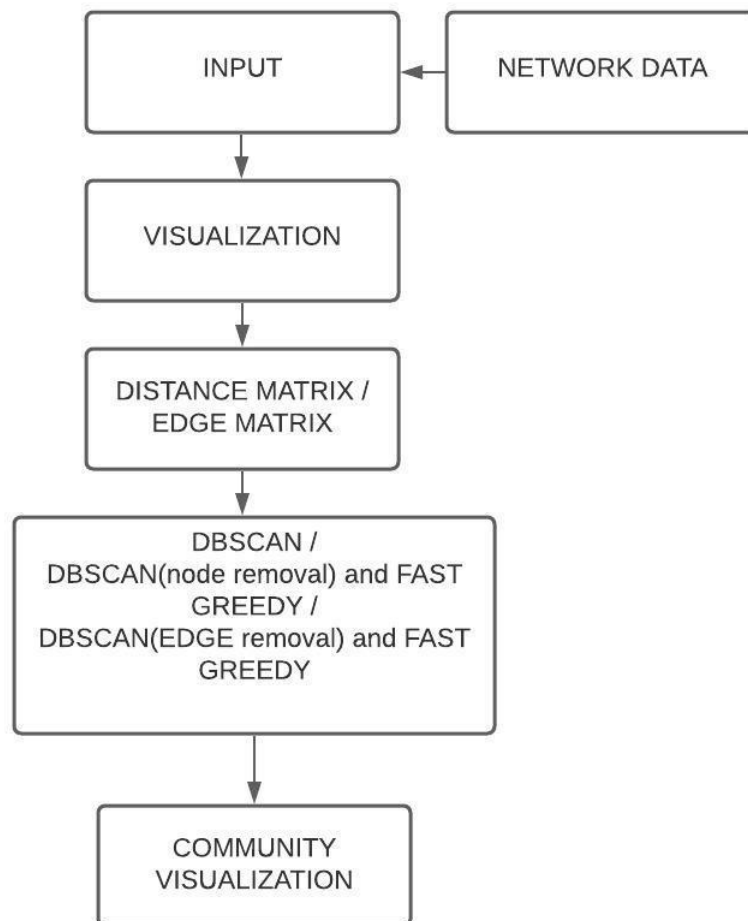 INPUT
NETWORK DATA
VISUALIZATION
DISTANCE MATRIX /
EDGE MATRIX
DBSCAN /
DBSCAN(node removal) and FAST
GREEDY /
DBSCAN(EDGE removal) and FAST
GREEDY
COMMUNITY
VISUALIZATION